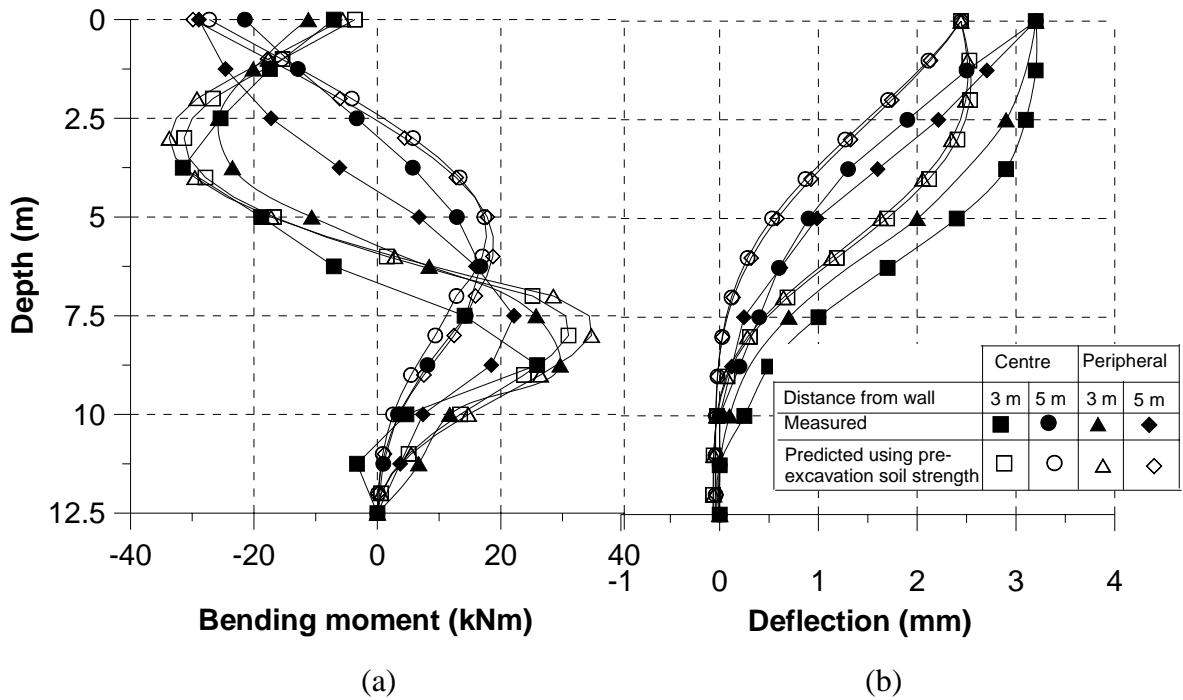 0
2.5
5
7.5
10
12.5
Depth (m)
-40 -20 0 20 40
-1 0 1 2 3 4
Bending moment (kNm)
Deflection (mm)
Centre Peripheral
Distance from wall 3 m 5 m 3 m 5 m
Measured
Predicted using pre-
excavation soil strength
(a)
(b)